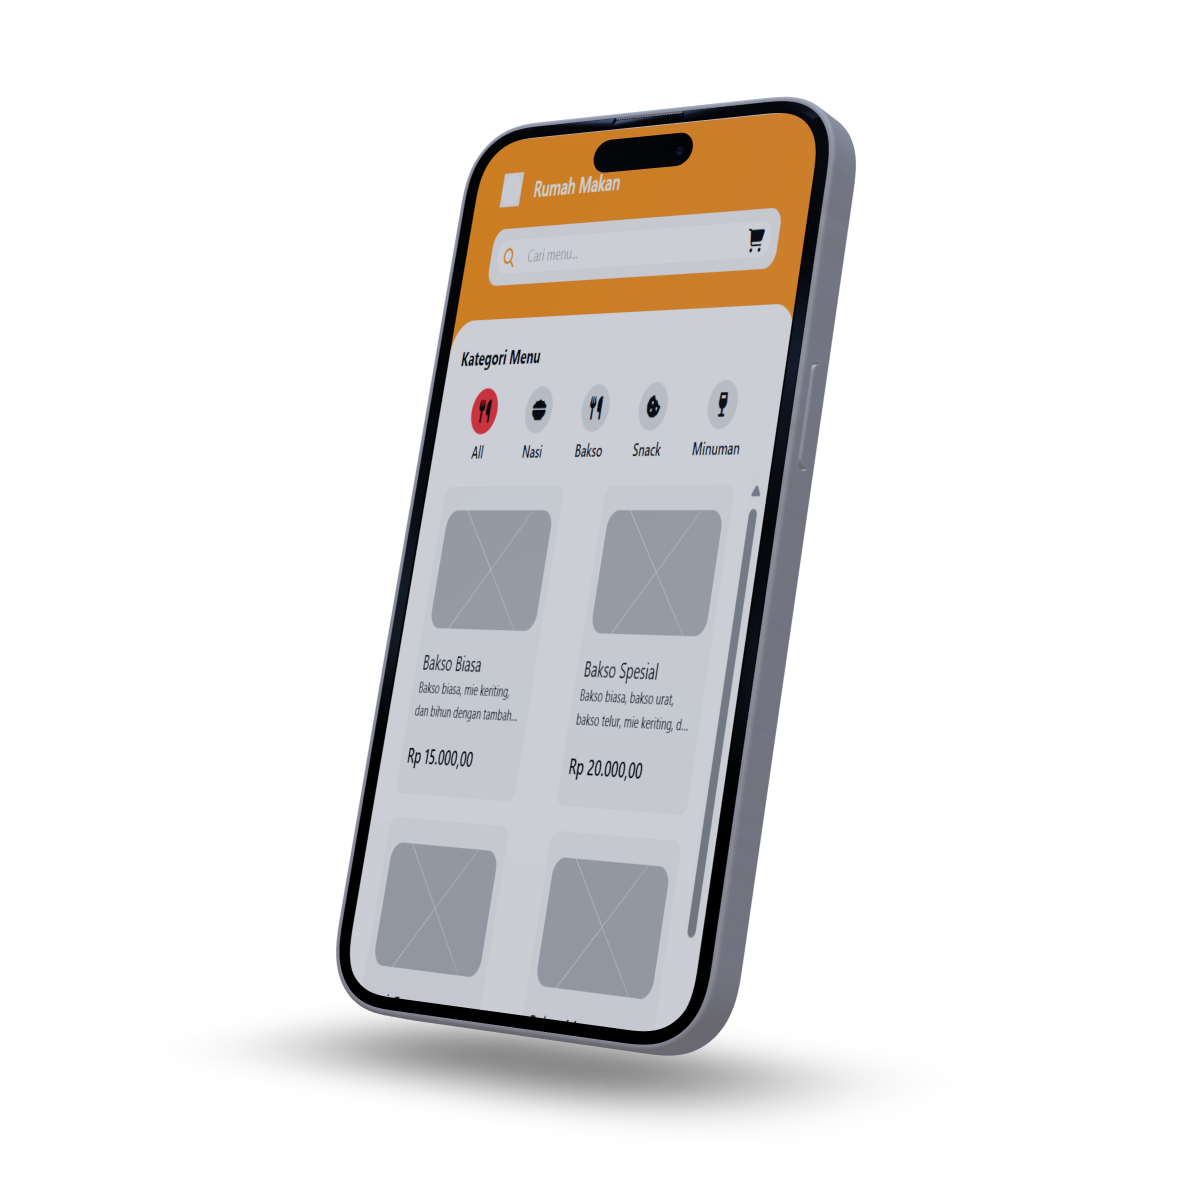 Rumah Makan
Cari menu...
Kategori Menu
All
Nasi
Bakso
Snack
Minuman
Bakso Biasa
Bakso biasa, mie keriting,
dan bihun dengan tambah...
Rp 15.000,00
Bakso Spesial
Bakso biasa, bakso urat,
bakso telur, mie keriting, d...
Rp 20.000,00